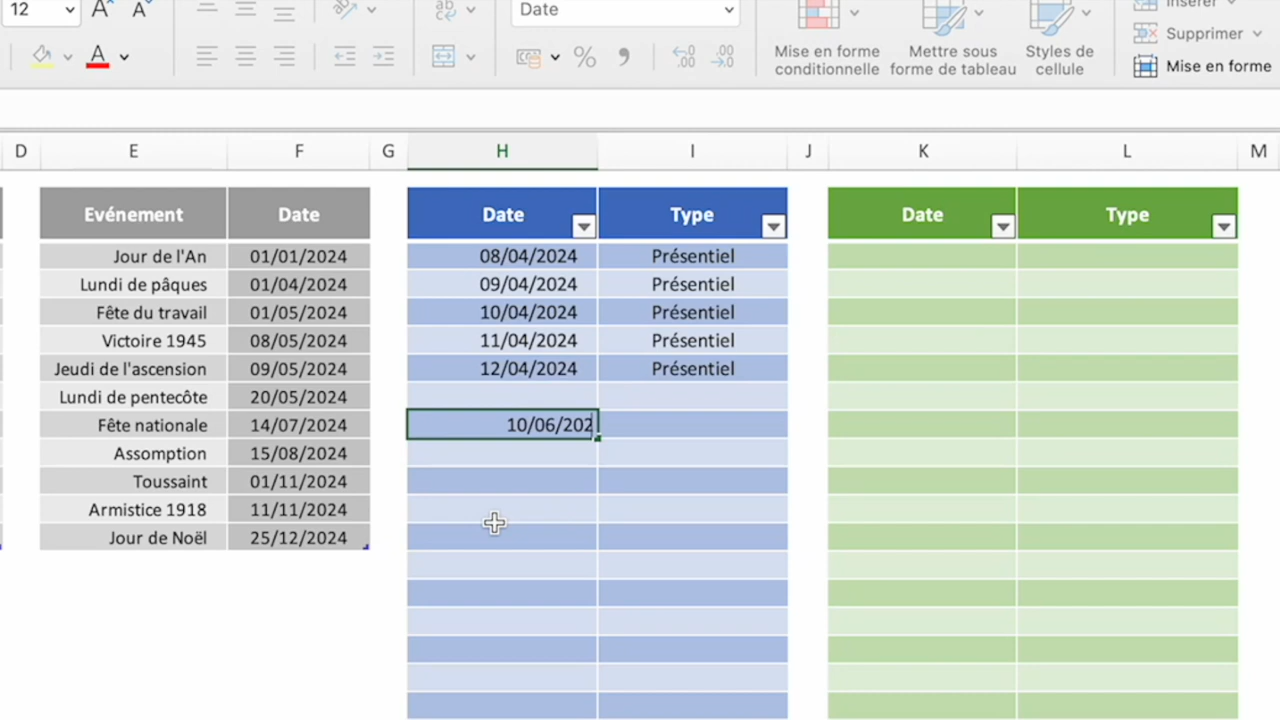 12 A A Date Insérer
A % , ,00 ,00 Mise en forme conditionnelle Mettre sous forme de tableau Styles de cellule Supprimer
Mise en forme
D E F G H I J K L M
Evénement Date Date Type Date Type
Jour de l'An 01/01/2024 08/04/2024 Présentiel
Lundi de pâques 01/04/2024 09/04/2024 Présentiel
Fête du travail 01/05/2024 10/04/2024 Présentiel
Victoire 1945 08/05/2024 11/04/2024 Présentiel
Jeudi de l'ascension 09/05/2024 12/04/2024 Présentiel
Lundi de pentecôte 20/05/2024
Fête nationale 14/07/2024 10/06/202
Assomption 15/08/2024
Toussaint 01/11/2024
Armistice 1918 11/11/2024
Jour de Noël 25/12/2024